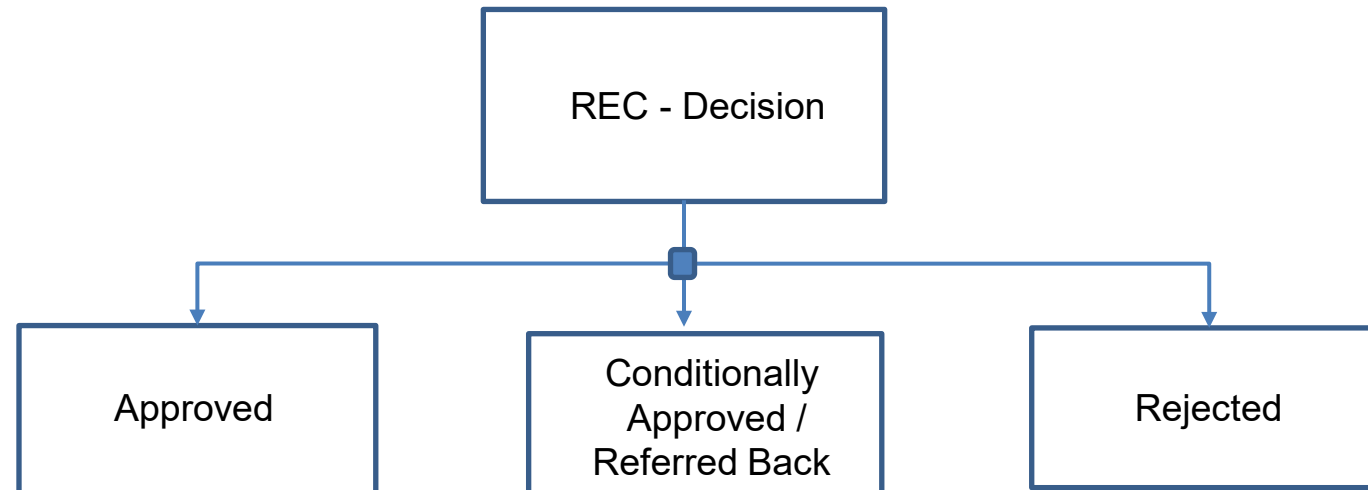 REC - Decision
Approved
Conditionally
Approved /
Referred Back
Rejected